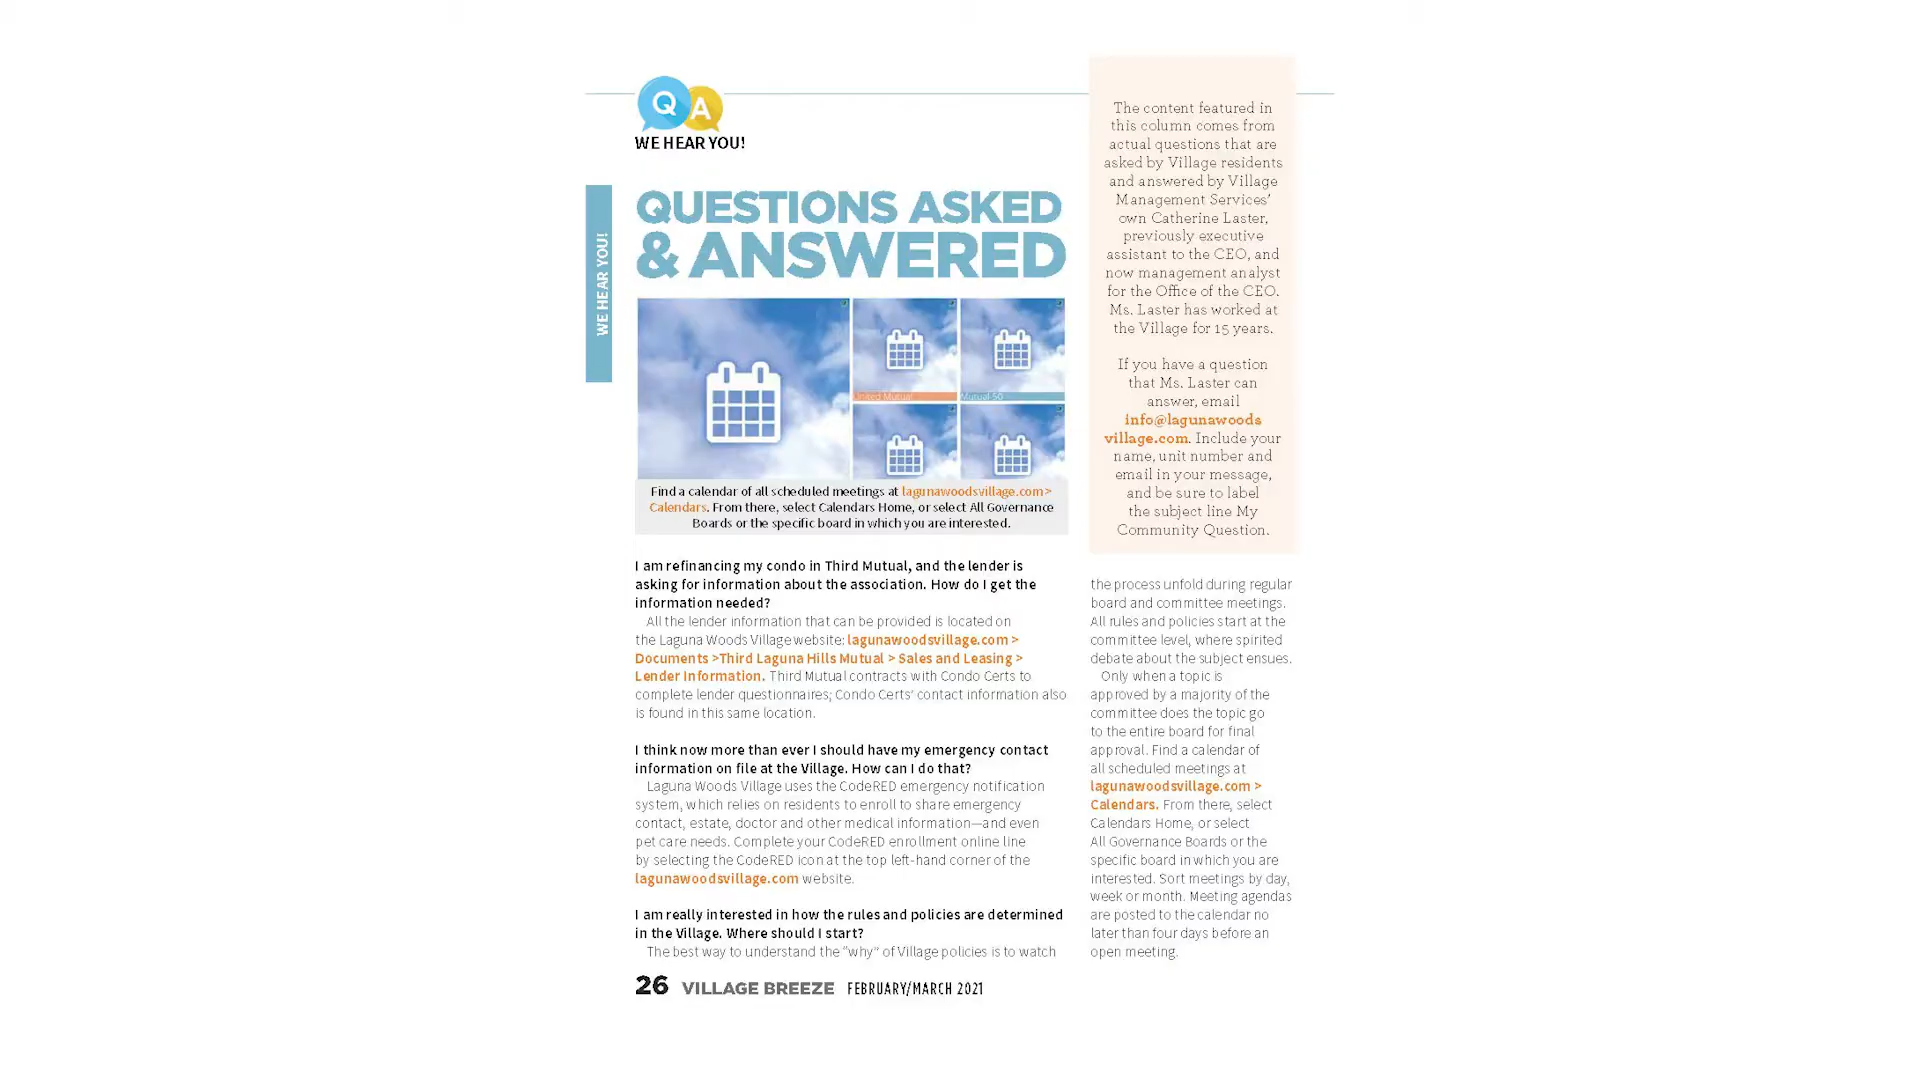 Q A
WE HEAR YOU!
WE HEAR YOU!
QUESTIONS ASKED
& ANSWERED
United Mutual
Mutual 50
Find a calendar of all scheduled meetings at lagunawoodsvillage.com >
Calendars. From there, select Calendars Home, or select All Governance
Boards or the specific board in which you are interested.
I am refinancing my condo in Third Mutual, and the lender is
asking for information about the association. How do I get the
information needed?
All the lender information that can be provided is located on
the Laguna Woods Village website: lagunawoodsvillage.com >
Documents >Third Laguna Hills Mutual > Sales and Leasing >
Lender Information. Third Mutual contracts with Condo Certs to
complete lender questionnaires; Condo Certs' contact information also
is found in this same location.
I think now more than ever I should have my emergency contact
information on file at the Village. How can I do that?
Laguna Woods Village uses the CodeRED emergency notification
system, which relies on residents to enroll to share emergency
contact, estate, doctor and other medical information—and even
pet care needs. Complete your CodeRED enrollment online line
by selecting the CodeRED icon at the top left-hand corner of the
lagunawoodsvillage.com website.
I am really interested in how the rules and policies are determined
in the Village. Where should I start?
The best way to understand the "why" of Village policies is to watch
The content featured in
this column comes from
actual questions that are
asked by Village residents
and answered by Village
Management Services'
own Catherine Laster,
previously executive
assistant to the CEO, and
now management analyst
for the Office of the CEO.
Ms. Laster has worked at
the Village for 15 years.
If you have a question
that Ms. Laster can
answer, email
info@lagunawoods
village.com. Include your
name, unit number and
email in your message,
and be sure to label
the subject line My
Community Question.
the process unfold during regular
board and committee meetings.
All rules and policies start at the
committee level, where spirited
debate about the subject ensues.
Only when a topic is
approved by a majority of the
committee does the topic go
to the entire board for final
approval. Find a calendar of
all scheduled meetings at
lagunawoodsvillage.com >
Calendars. From there, select
Calendars Home, or select
All Governance Boards or the
specific board in which you are
interested. Sort meetings by day,
week or month. Meeting agendas
are posted to the calendar no
later than four days before an
open meeting.
26 VILLAGE BREEZE FEBRUARY/MARCH 2021